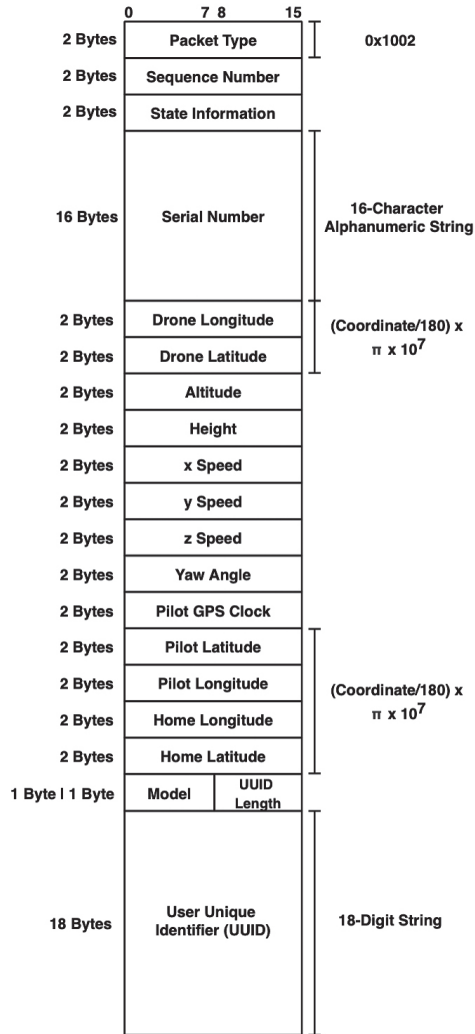 0 7 8 15
2 Bytes Packet Type 0x1002
2 Bytes Sequence Number
2 Bytes State Information
16 Bytes Serial Number 16-Character
Alphanumeric String
2 Bytes Drone Longitude (Coordinate/180) x
π x 10⁷
2 Bytes Drone Latitude
2 Bytes Altitude
2 Bytes Height
2 Bytes x Speed
2 Bytes y Speed
2 Bytes z Speed
2 Bytes Yaw Angle
2 Bytes Pilot GPS Clock
2 Bytes Pilot Latitude
2 Bytes Pilot Longitude (Coordinate/180) x
π x 10⁷
2 Bytes Home Longitude
2 Bytes Home Latitude
1 Byte | 1 Byte Model UUID
Length
18 Bytes User Unique
Identifier (UUID) 18-Digit String